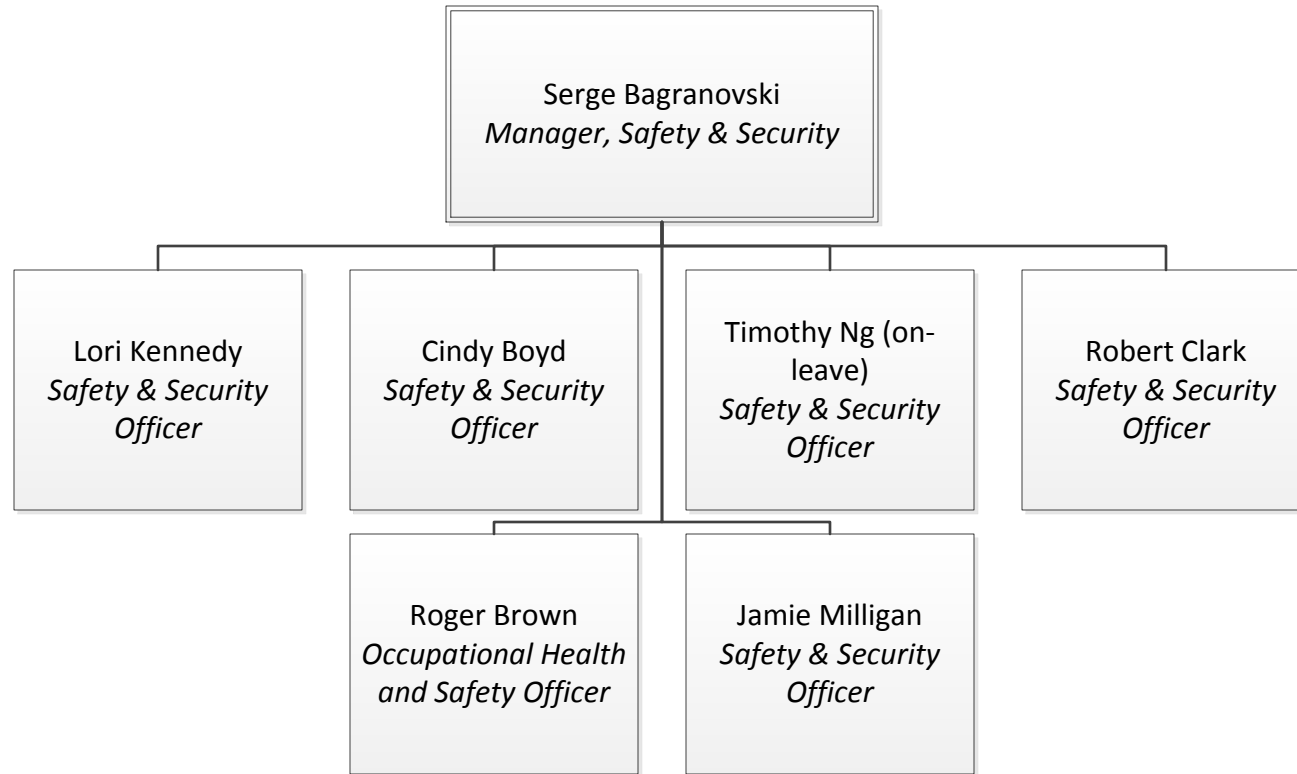 Serge Bagranovski
Manager, Safety & Security
Lori Kennedy
Safety & Security
Officer
Cindy Boyd
Safety & Security
Officer
Timothy Ng (on-
leave)
Safety & Security
Officer
Robert Clark
Safety & Security
Officer
Roger Brown
Occupational Health
and Safety Officer
Jamie Milligan
Safety & Security
Officer